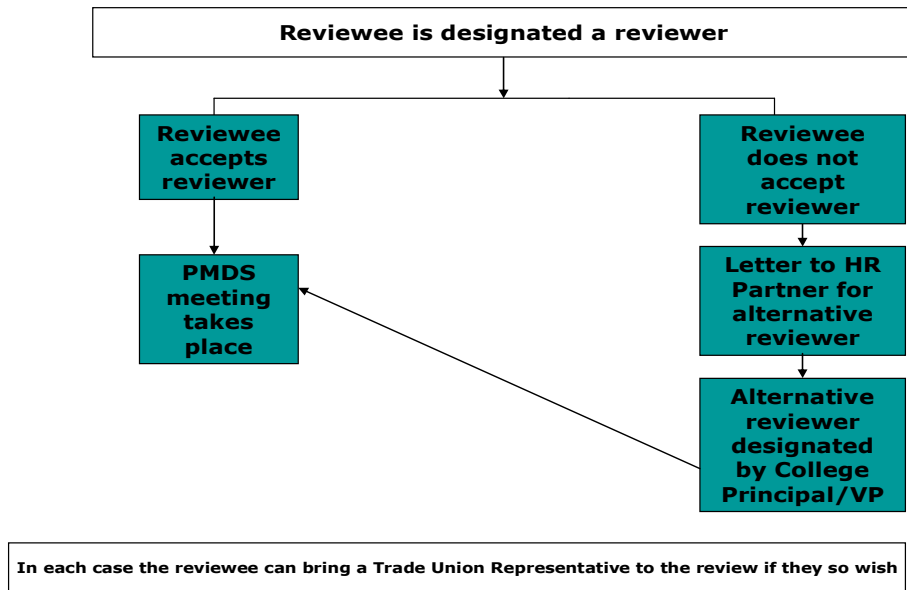 Reviewee is designated a reviewer
Reviewee
accepts
reviewer
Reviewee
does not
accept
reviewer
PMDS
meeting
takes
place
Letter to HR
Partner for
alternative
reviewer
Alternative
reviewer
designated
by College
Principal/VP
In each case the reviewee can bring a Trade Union Representative to the review if they so wish